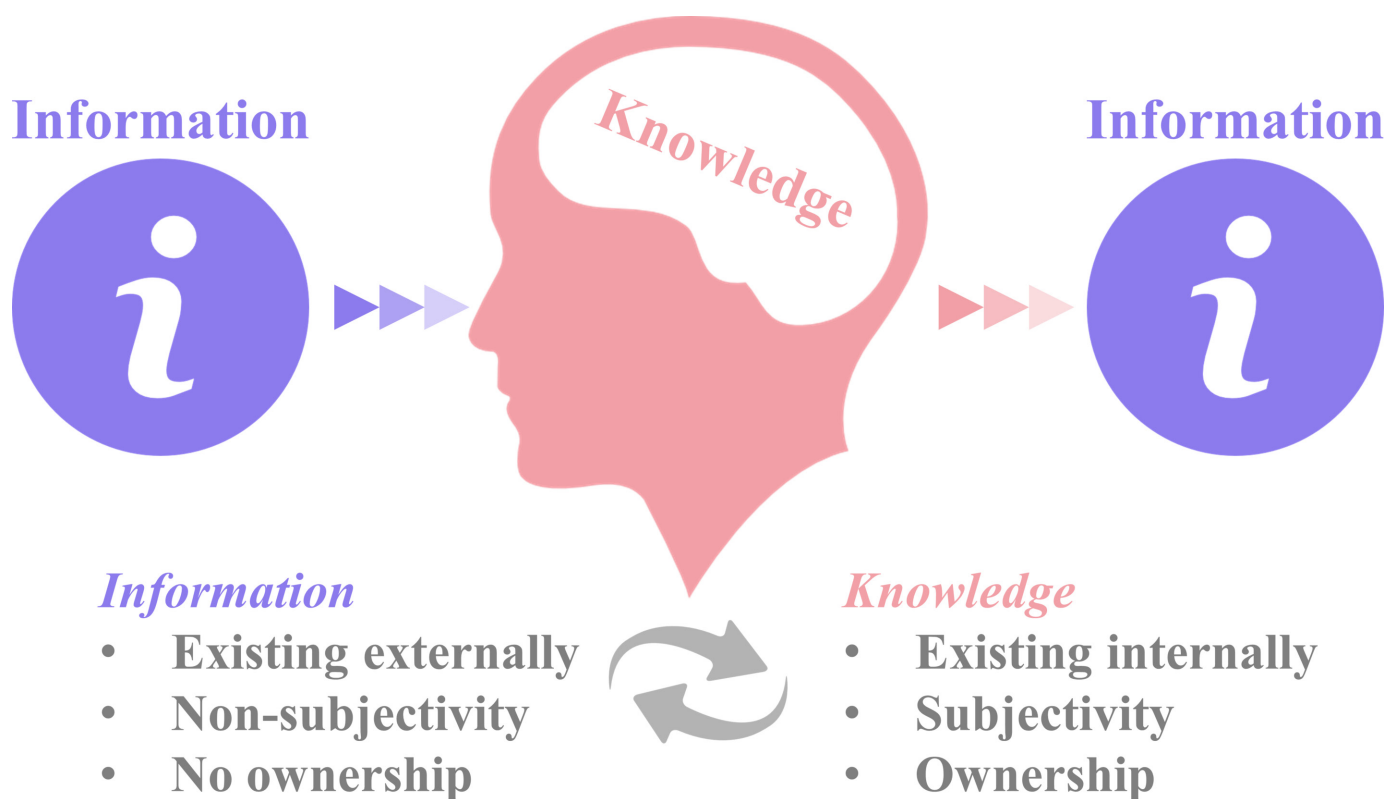 Information
Knowledge
Information
i
i
Information
• Existing externally
• Non-subjectivity
• No ownership
Knowledge
• Existing internally
• Subjectivity
• Ownership